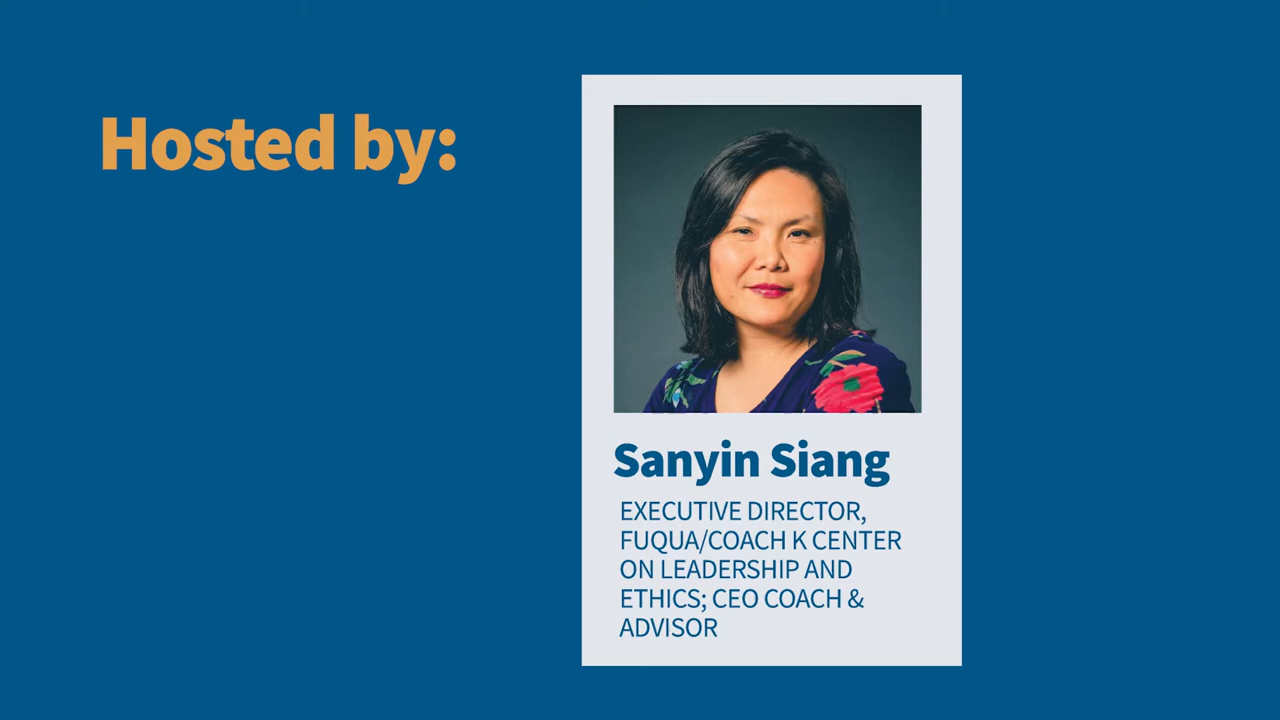 Hosted by:
Sanyin Siang
EXECUTIVE DIRECTOR,
FUQUA/COACH K CENTER
ON LEADERSHIP AND
ETHICS; CEO COACH &
ADVISOR